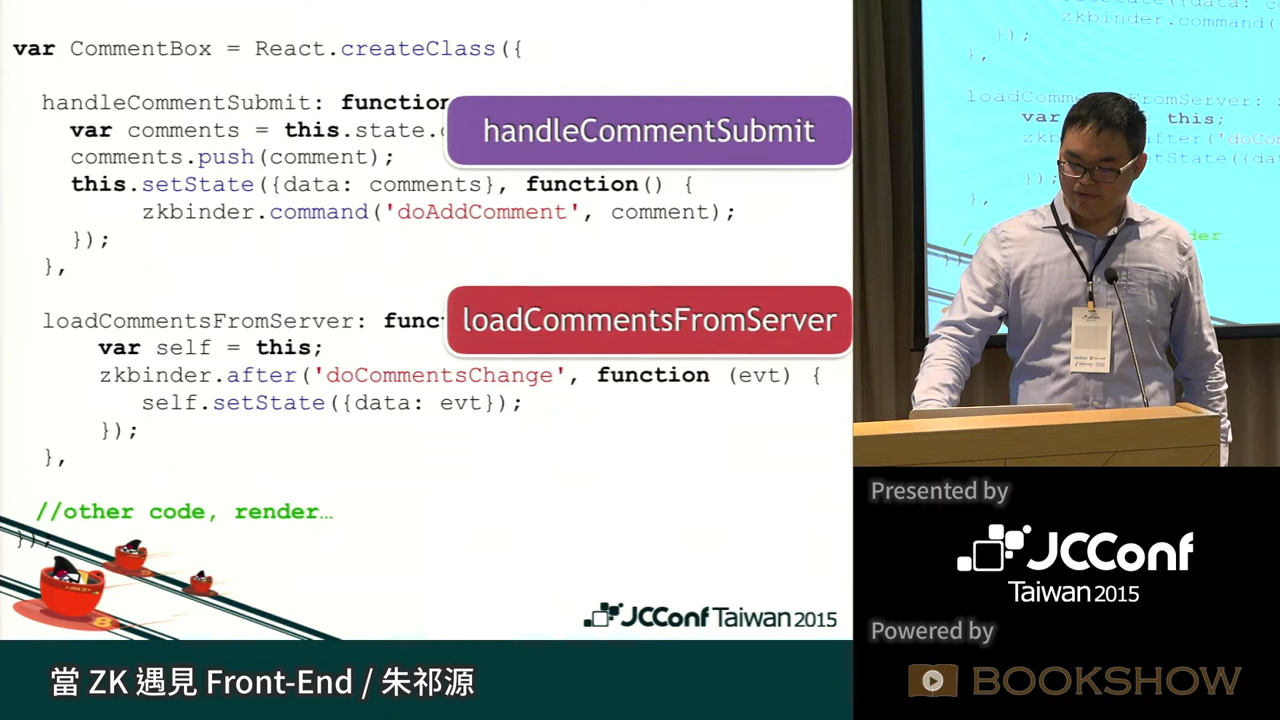 var CommentBox = React.createClass({
handleCommentSubmit: function
var comments = this.state.
comments.push(comment);
this.setState({data: comments}, function() {
zkbinder.command('doAddComment', comment);
});
},
handleCommentSubmit
loadCommentsFromServer: func
var self = this;
zkbinder.after('doCommentsChange', function (evt) {
self.setState({data: evt});
});
},
loadCommentsFromServer
//other code, render…
});
JCConf Taiwan 2015
當 ZK 遇見 Front-End / 朱祁源
zkbinder.command(
});
},
this;
});
},
Presented by
JCConf
Taiwan 2015
Powered by
BOOKSHOW